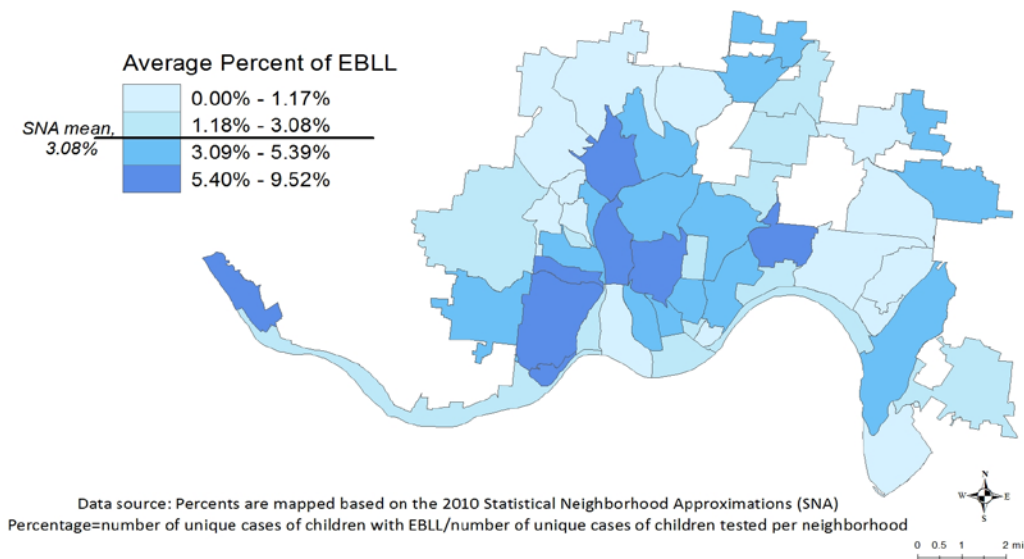 Average Percent of EBLL
0.00% - 1.17%
1.18% - 3.08%
SNA mean,
3.08%
3.09% - 5.39%
5.40% - 9.52%
Data source: Percents are mapped based on the 2010 Statistical Neighborhood Approximations (SNA)
Percentage=number of unique cases of children with EBLL/number of unique cases of children tested per neighborhood
N
W E
S
0 0.5 1 2 mi